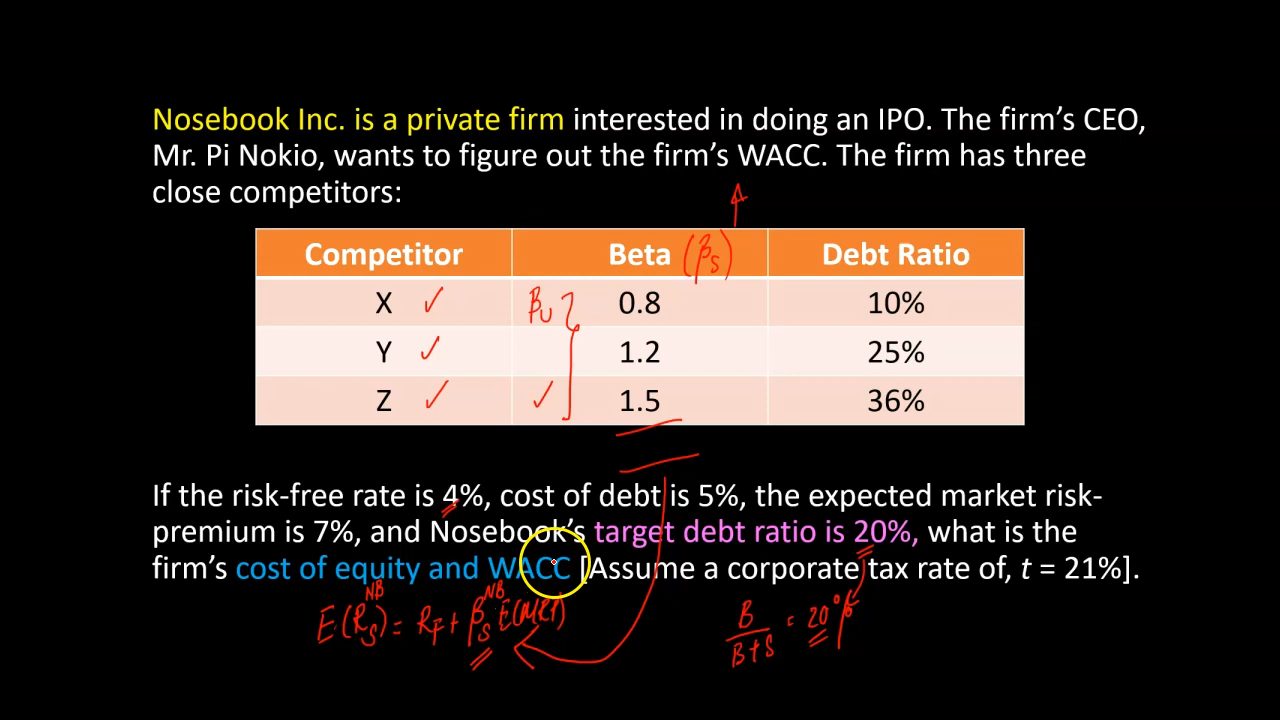 Nosebook Inc. is a private firm interested in doing an IPO. The firm's CEO,
Mr. Pi Nokio, wants to figure out the firm's WACC. The firm has three
close competitors:
Competitor Beta (βS) Debt Ratio
X βU 0.8 10%
Y 1.2 25%
Z 1.5 36%
If the risk-free rate is 4%, cost of debt is 5%, the expected market risk-
premium is 7%, and Nosebook's target debt ratio is 20%, what is the
firm's cost of equity and WACC [Assume a corporate tax rate of, t = 21%].
E(RS^NB) = RF + βS^NB E(MRP)
B/B+S = 20%